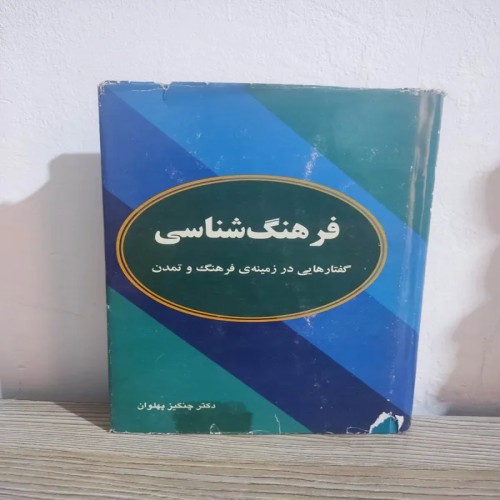 فرهنگ‌شناسی
گفتارهایی در زمینه‌ی فرهنگ و تمدن
دکتر چنگیز پهلوان